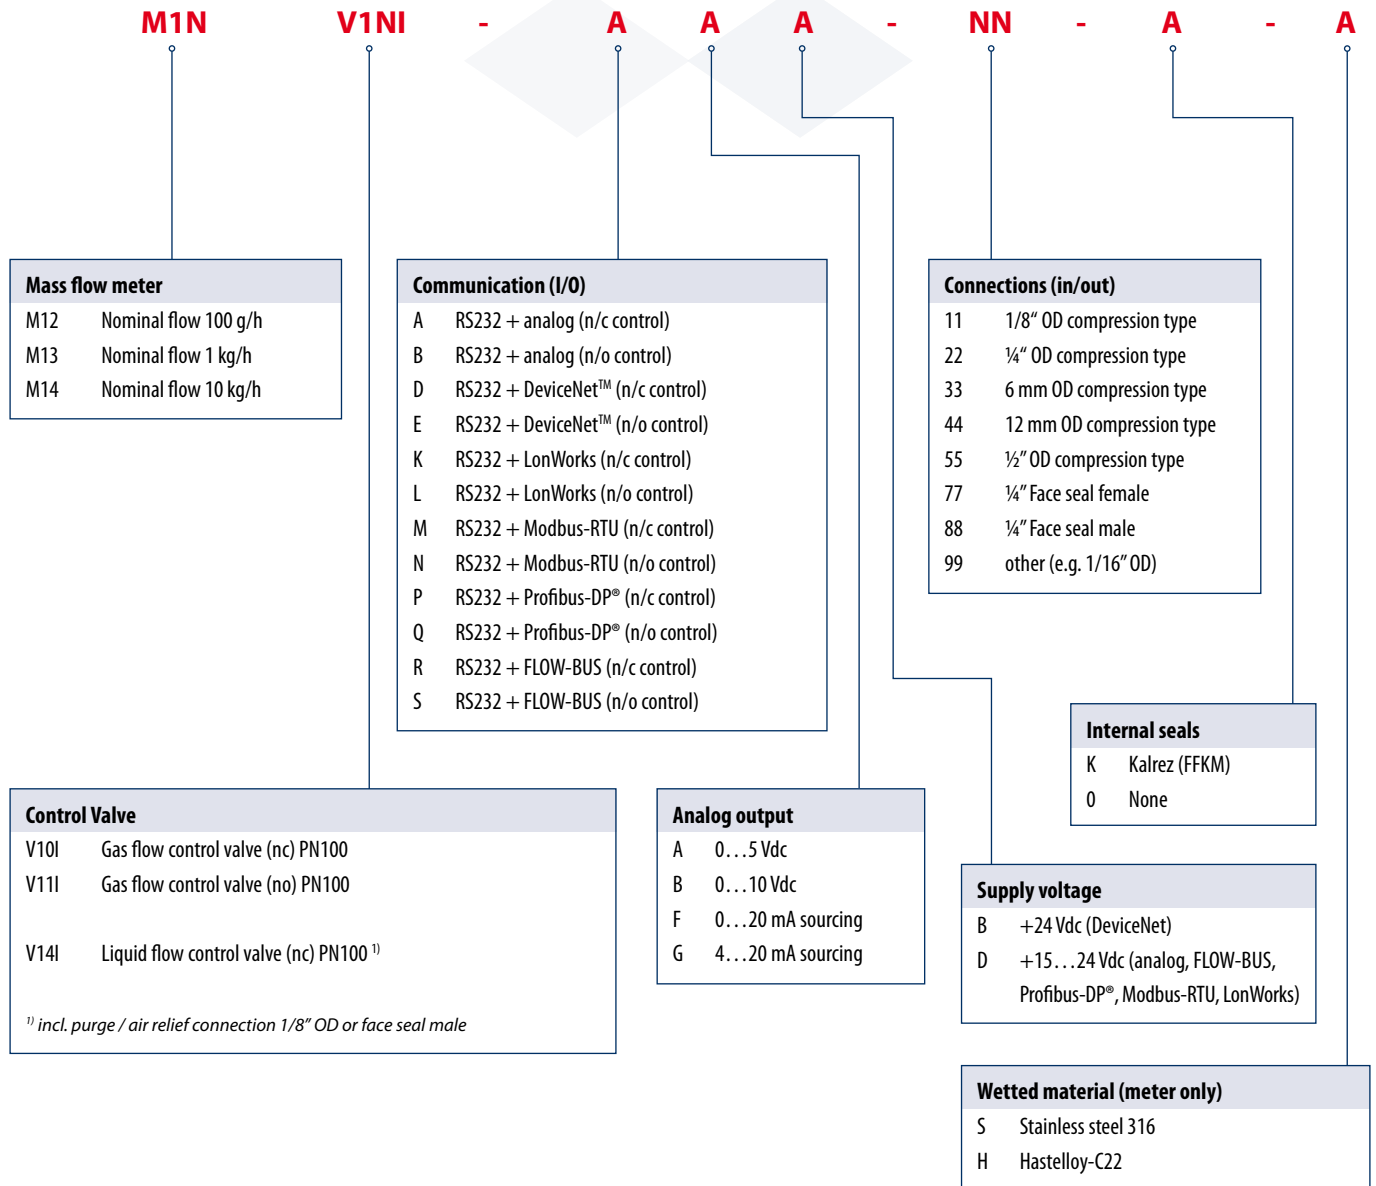 M1N V1NI - A A A - NN - A - A
Mass flow meter
M12 Nominal flow 100 g/h
M13 Nominal flow 1 kg/h
M14 Nominal flow 10 kg/h
Communication (I/O)
A RS232 + analog (n/c control)
B RS232 + analog (n/o control)
D RS232 + DeviceNet™ (n/c control)
E RS232 + DeviceNet™ (n/o control)
K RS232 + LonWorks (n/c control)
L RS232 + LonWorks (n/o control)
M RS232 + Modbus-RTU (n/c control)
N RS232 + Modbus-RTU (n/o control)
P RS232 + Profibus-DP® (n/c control)
Q RS232 + Profibus-DP® (n/o control)
R RS232 + FLOW-BUS (n/c control)
S RS232 + FLOW-BUS (n/o control)
Connections (in/out)
11 1/8“ OD compression type
22 ¼“ OD compression type
33 6 mm OD compression type
44 12 mm OD compression type
55 ½” OD compression type
77 ¼” Face seal female
88 ¼” Face seal male
99 other (e.g. 1/16” OD)
Internal seals
K Kalrez (FFKM)
0 None
Control Valve
V10I Gas flow control valve (nc) PN100
V11I Gas flow control valve (no) PN100
V14I Liquid flow control valve (nc) PN100 ¹⁾
¹⁾ incl. purge / air relief connection 1/8” OD or face seal male
Analog output
A 0…5 Vdc
B 0…10 Vdc
F 0…20 mA sourcing
G 4…20 mA sourcing
Supply voltage
B +24 Vdc (DeviceNet)
D +15…24 Vdc (analog, FLOW-BUS,
Profibus-DP®, Modbus-RTU, LonWorks)
Wetted material (meter only)
S Stainless steel 316
H Hastelloy-C22